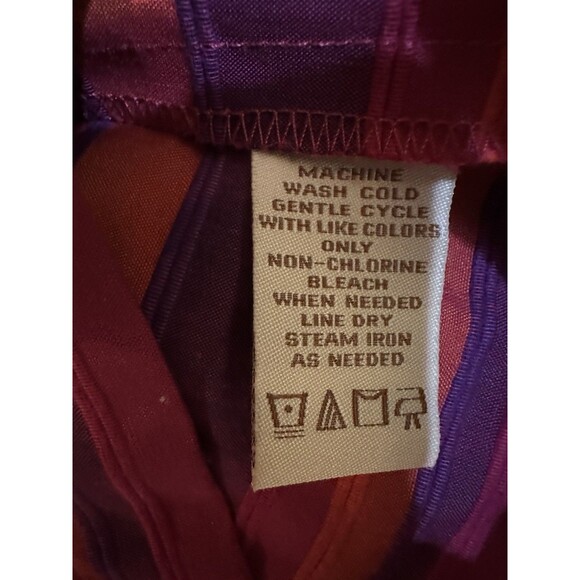 MACHINE
WASH COLD
GENTLE CYCLE
WITH LIKE COLORS
ONLY
NON-CHLORINE
BLEACH
WHEN NEEDED
LINE DRY
STEAM IRON
AS NEEDED